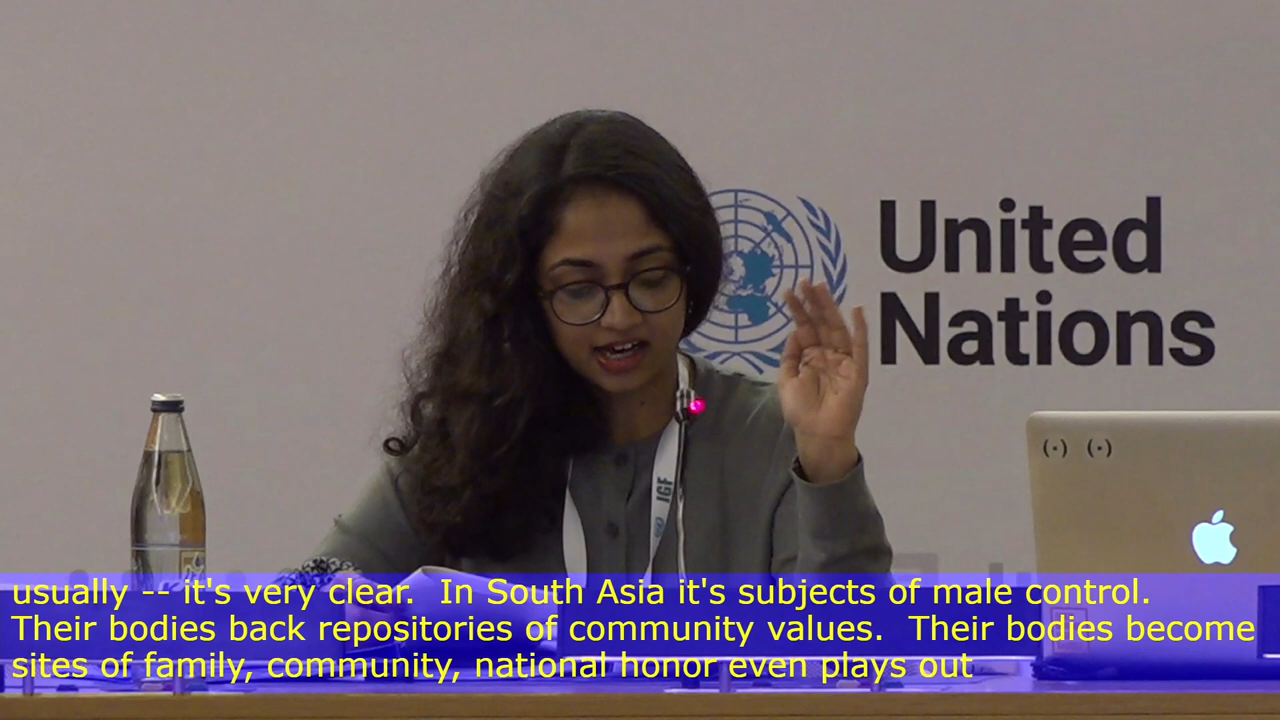 United
Nations
IGF
usually -- it's very clear.  In South Asia it's subjects of male control.
Their bodies back repositories of community values.  Their bodies become
sites of family, community, national honor even plays out